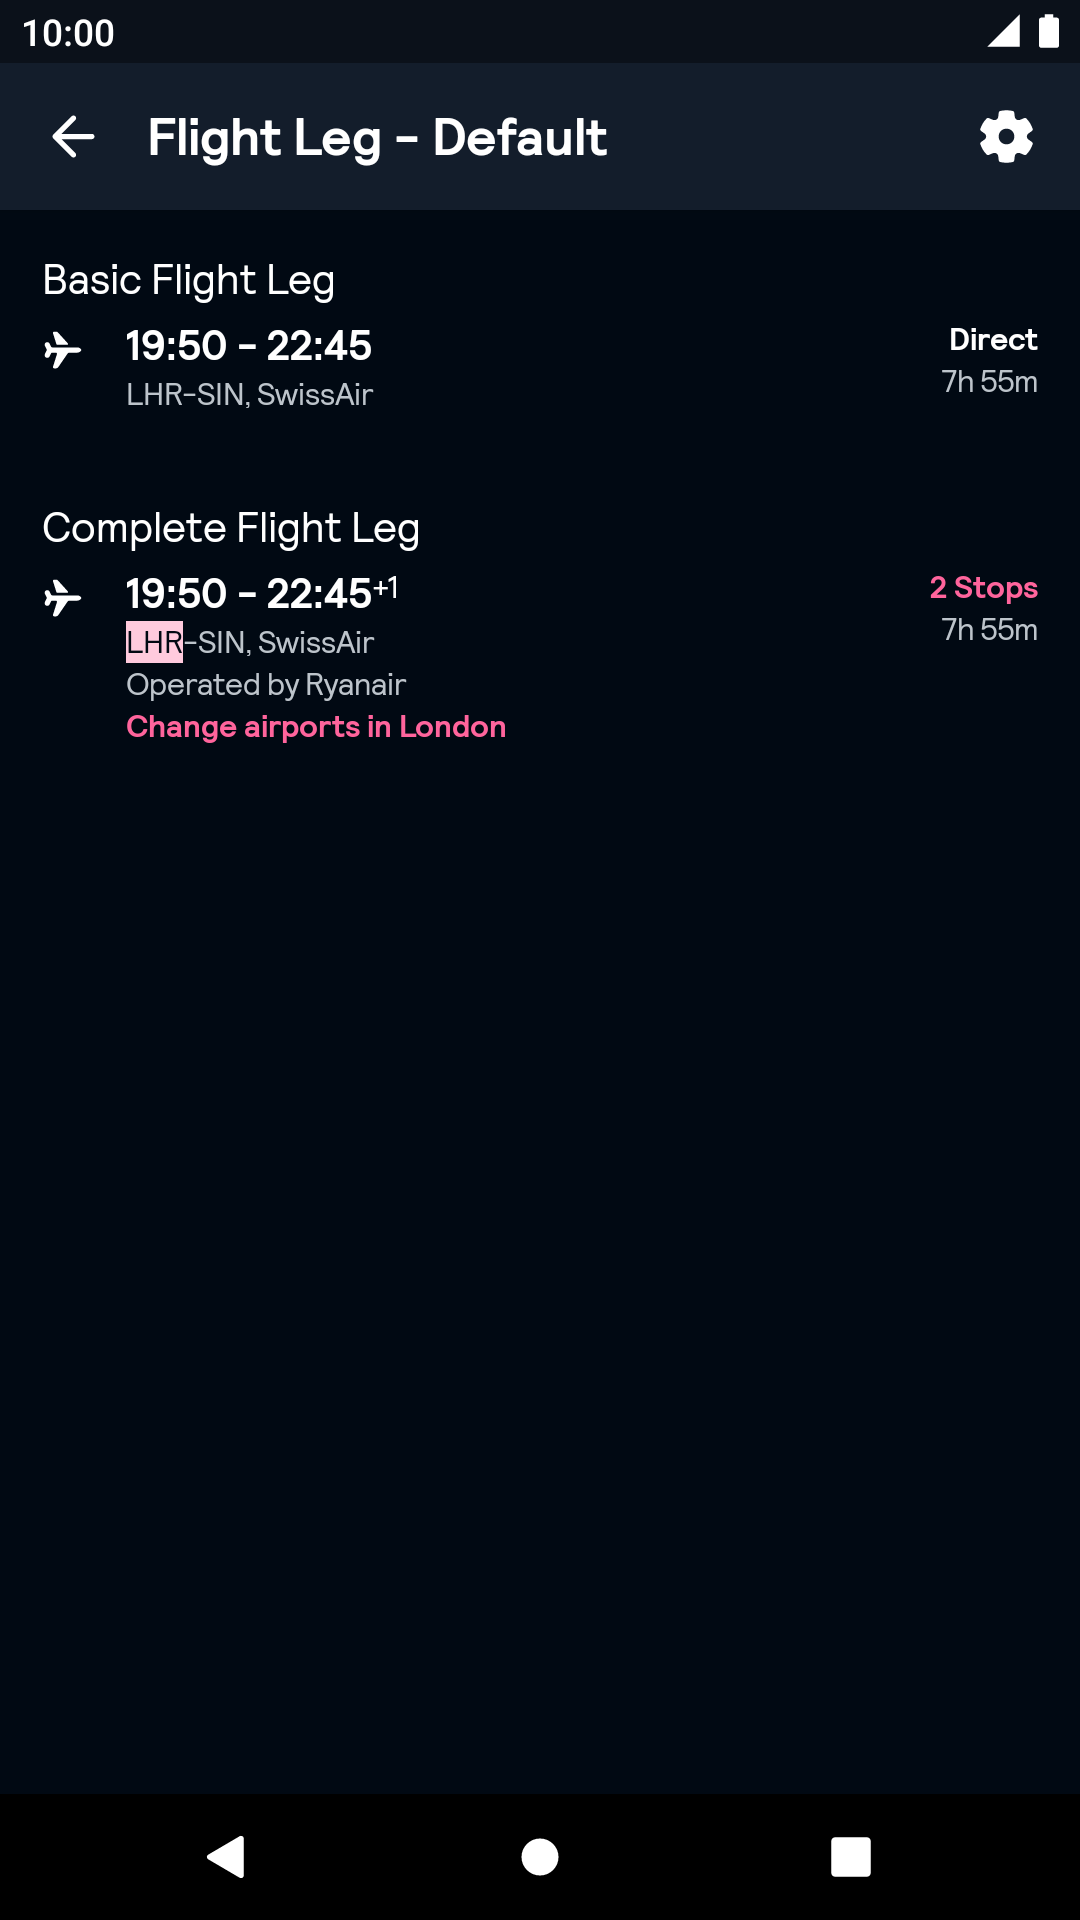 10:00
Flight Leg - Default
Basic Flight Leg
19:50 - 22:45
Direct
LHR-SIN, SwissAir
7h 55m
Complete Flight Leg
19:50 - 22:45+1
2 Stops
LHR-SIN, SwissAir
7h 55m
Operated by Ryanair
Change airports in London